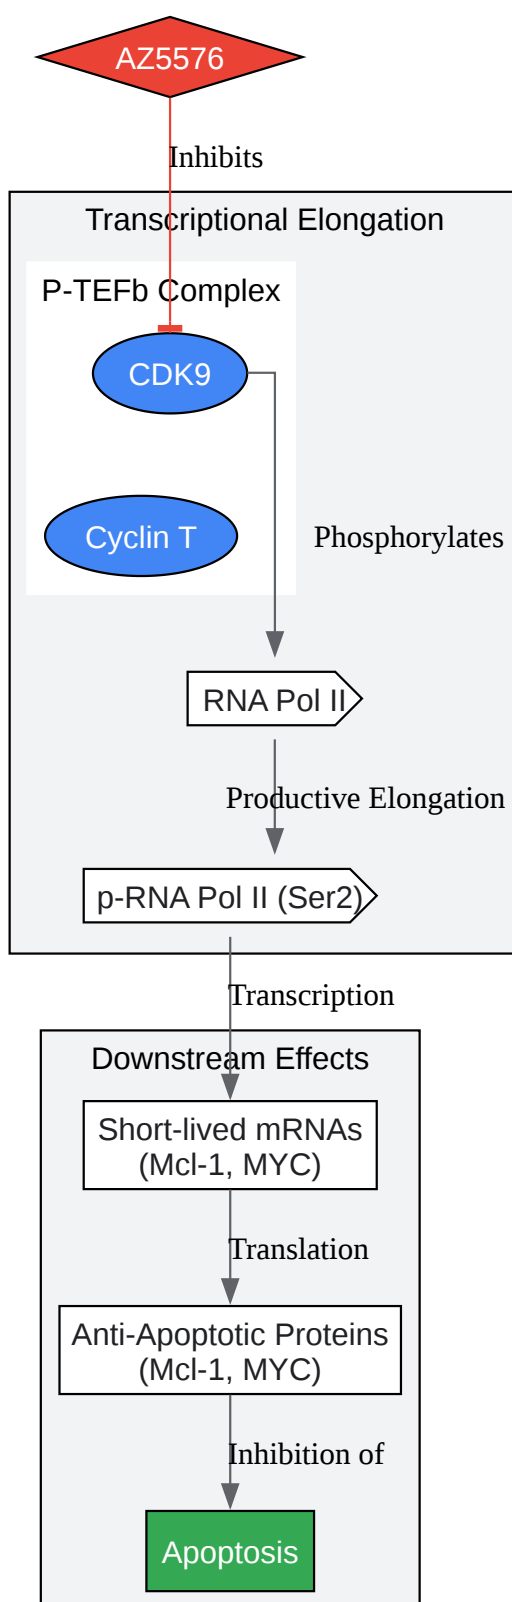 AZ5576
Inhibits
Transcriptional Elongation
P-TEFb Complex
CDK9
Cyclin T
Phosphorylates
RNA Pol II
Productive Elongation
p-RNA Pol II (Ser2)
Transcription
Downstream Effects
Short-lived mRNAs
(Mcl-1, MYC)
Translation
Anti-Apoptotic Proteins
(Mcl-1, MYC)
Inhibition of
Apoptosis